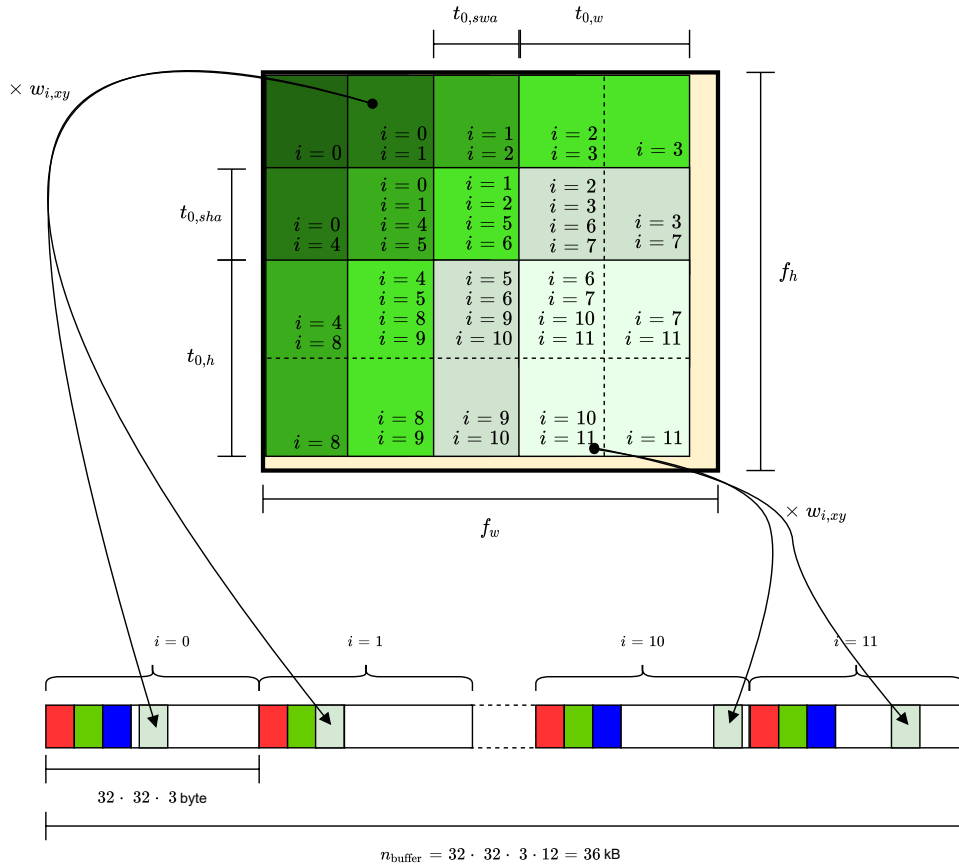 t_{0,swa} t_{0,w}
× w_{i,xy}
i = 0 i = 1 i = 2
i = 0 i = 1 i = 2 i = 3 i = 3
i = 0 i = 1 i = 2
i = 1 i = 2 i = 3
t_{0,sha} i = 0 i = 4 i = 5 i = 6 i = 3
i = 4 i = 5 i = 6 i = 7 i = 7
f_h
i = 4 i = 5 i = 6
i = 5 i = 6 i = 7
i = 4 i = 8 i = 9 i = 10 i = 7
i = 8 i = 9 i = 10 i = 11 i = 11
t_{0,h}
i = 8 i = 9 i = 10
i = 8 i = 9 i = 10 i = 11 i = 11
× w_{i,xy}
f_w
i = 0 i = 1 i = 10 i = 11
32 · 32 · 3 byte
n_{buffer} = 32 · 32 · 3 · 12 = 36 kB